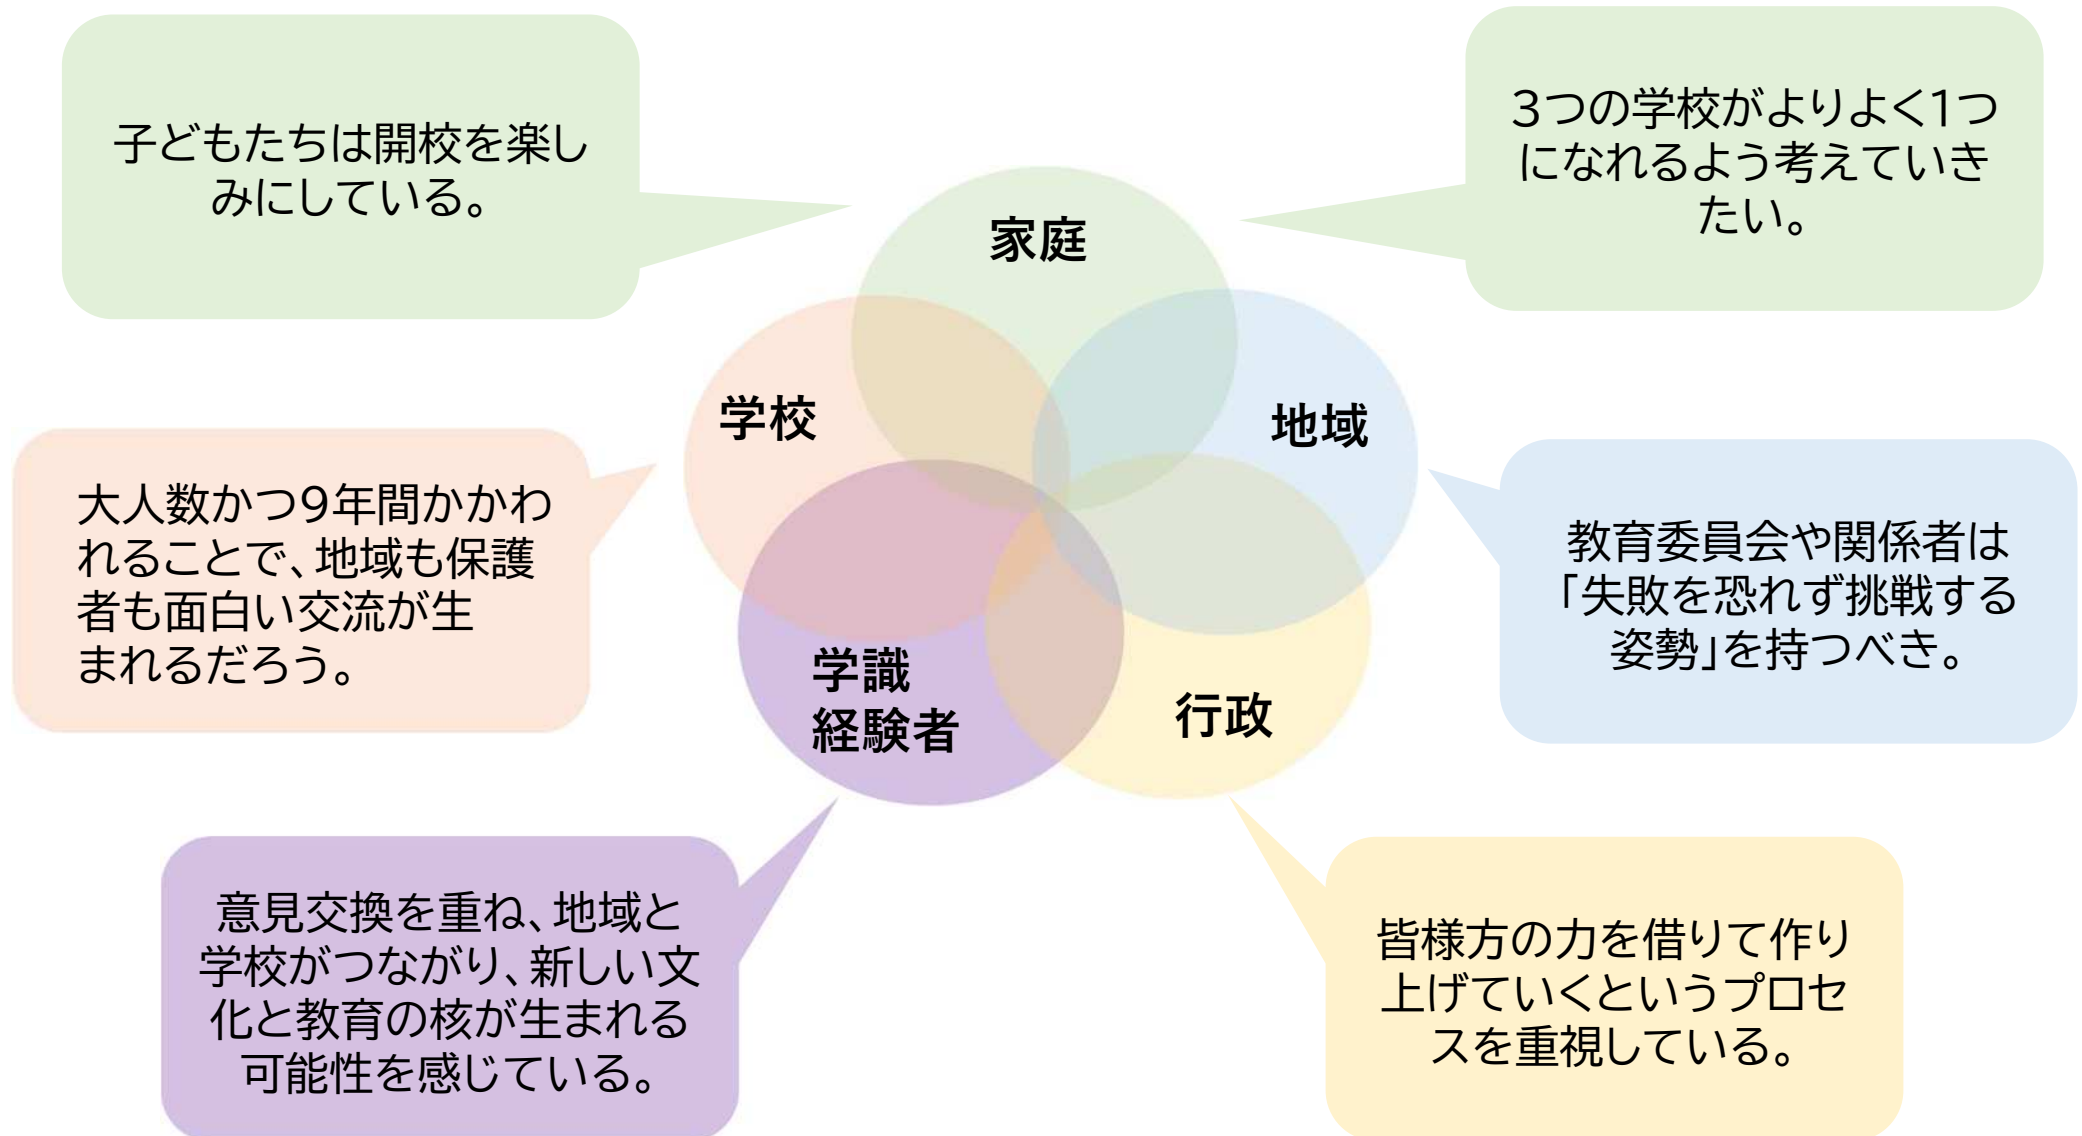 子どもたちは開校を楽し
みにしている。
3つの学校がよりよく1つ
になれるよう考えていき
たい。
家庭
学校
地域
大人数かつ9年間かかわ
れることで、地域も保護
者も面白い交流が生
まれるだろう。
教育委員会や関係者は
「失敗を恐れず挑戦する
姿勢」を持つべき。
学識
経験者
行政
意見交換を重ね、地域と
学校がつながり、新しい文
化と教育の核が生まれる
可能性を感じている。
皆様方の力を借りて作り
上げていくというプロセ
スを重視している。